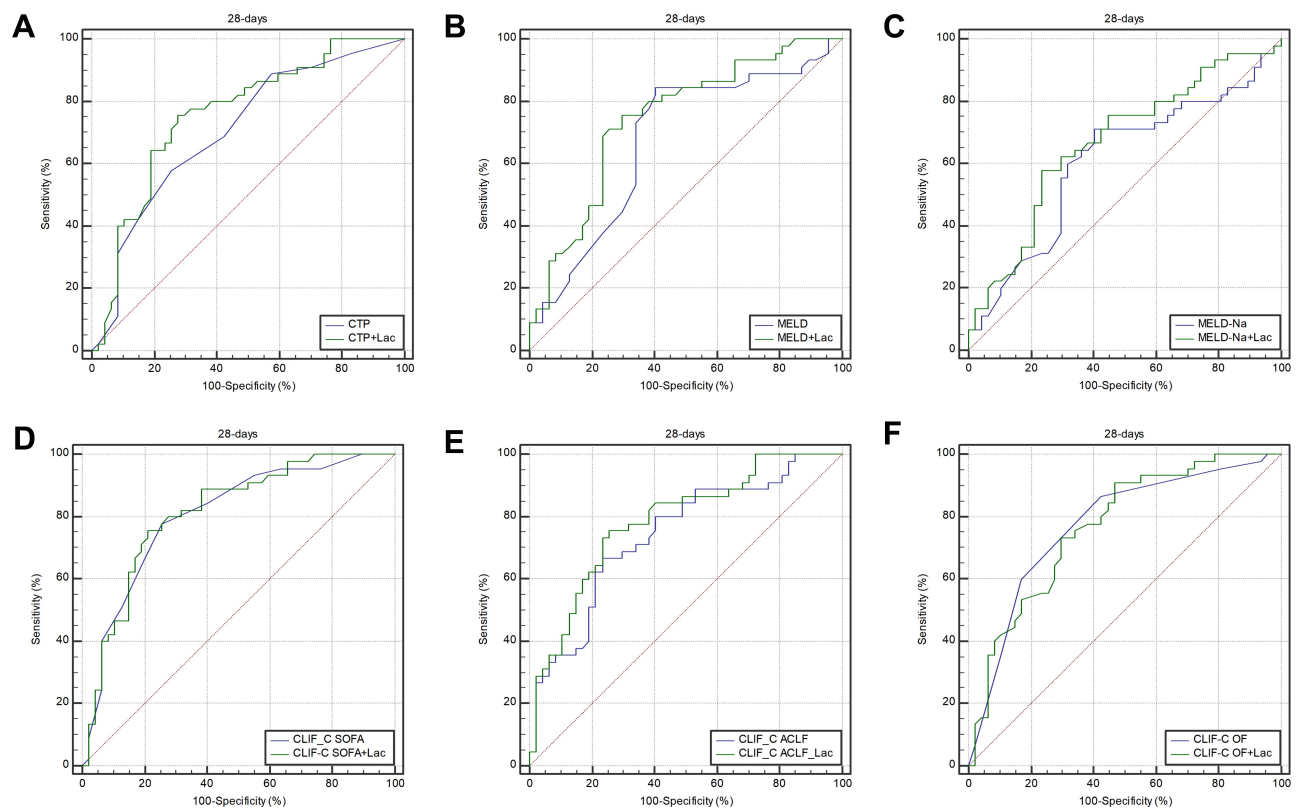 A
28-days
Sensitivity (%)
100
80
60
40
20
0
0 20 40 60 80 100
100-Specificity (%)
CTP
CTP+Lac
B
28-days
Sensitivity (%)
100
80
60
40
20
0
0 20 40 60 80 100
100-Specificity (%)
MELD
MELD+Lac
C
28-days
Sensitivity (%)
100
80
60
40
20
0
0 20 40 60 80 100
100-Specificity (%)
MELD-Na
MELD-Na+Lac
D
28-days
Sensitivity (%)
100
80
60
40
20
0
0 20 40 60 80 100
100-Specificity (%)
CLIF_C SOFA
CLIF-C SOFA+Lac
E
28-days
Sensitivity (%)
100
80
60
40
20
0
0 20 40 60 80 100
100-Specificity (%)
CLIF_C ACLF
CLIF_C ACLF_Lac
F
28-days
Sensitivity (%)
100
80
60
40
20
0
0 20 40 60 80 100
100-Specificity (%)
CLIF-C OF
CLIF-C OF+Lac